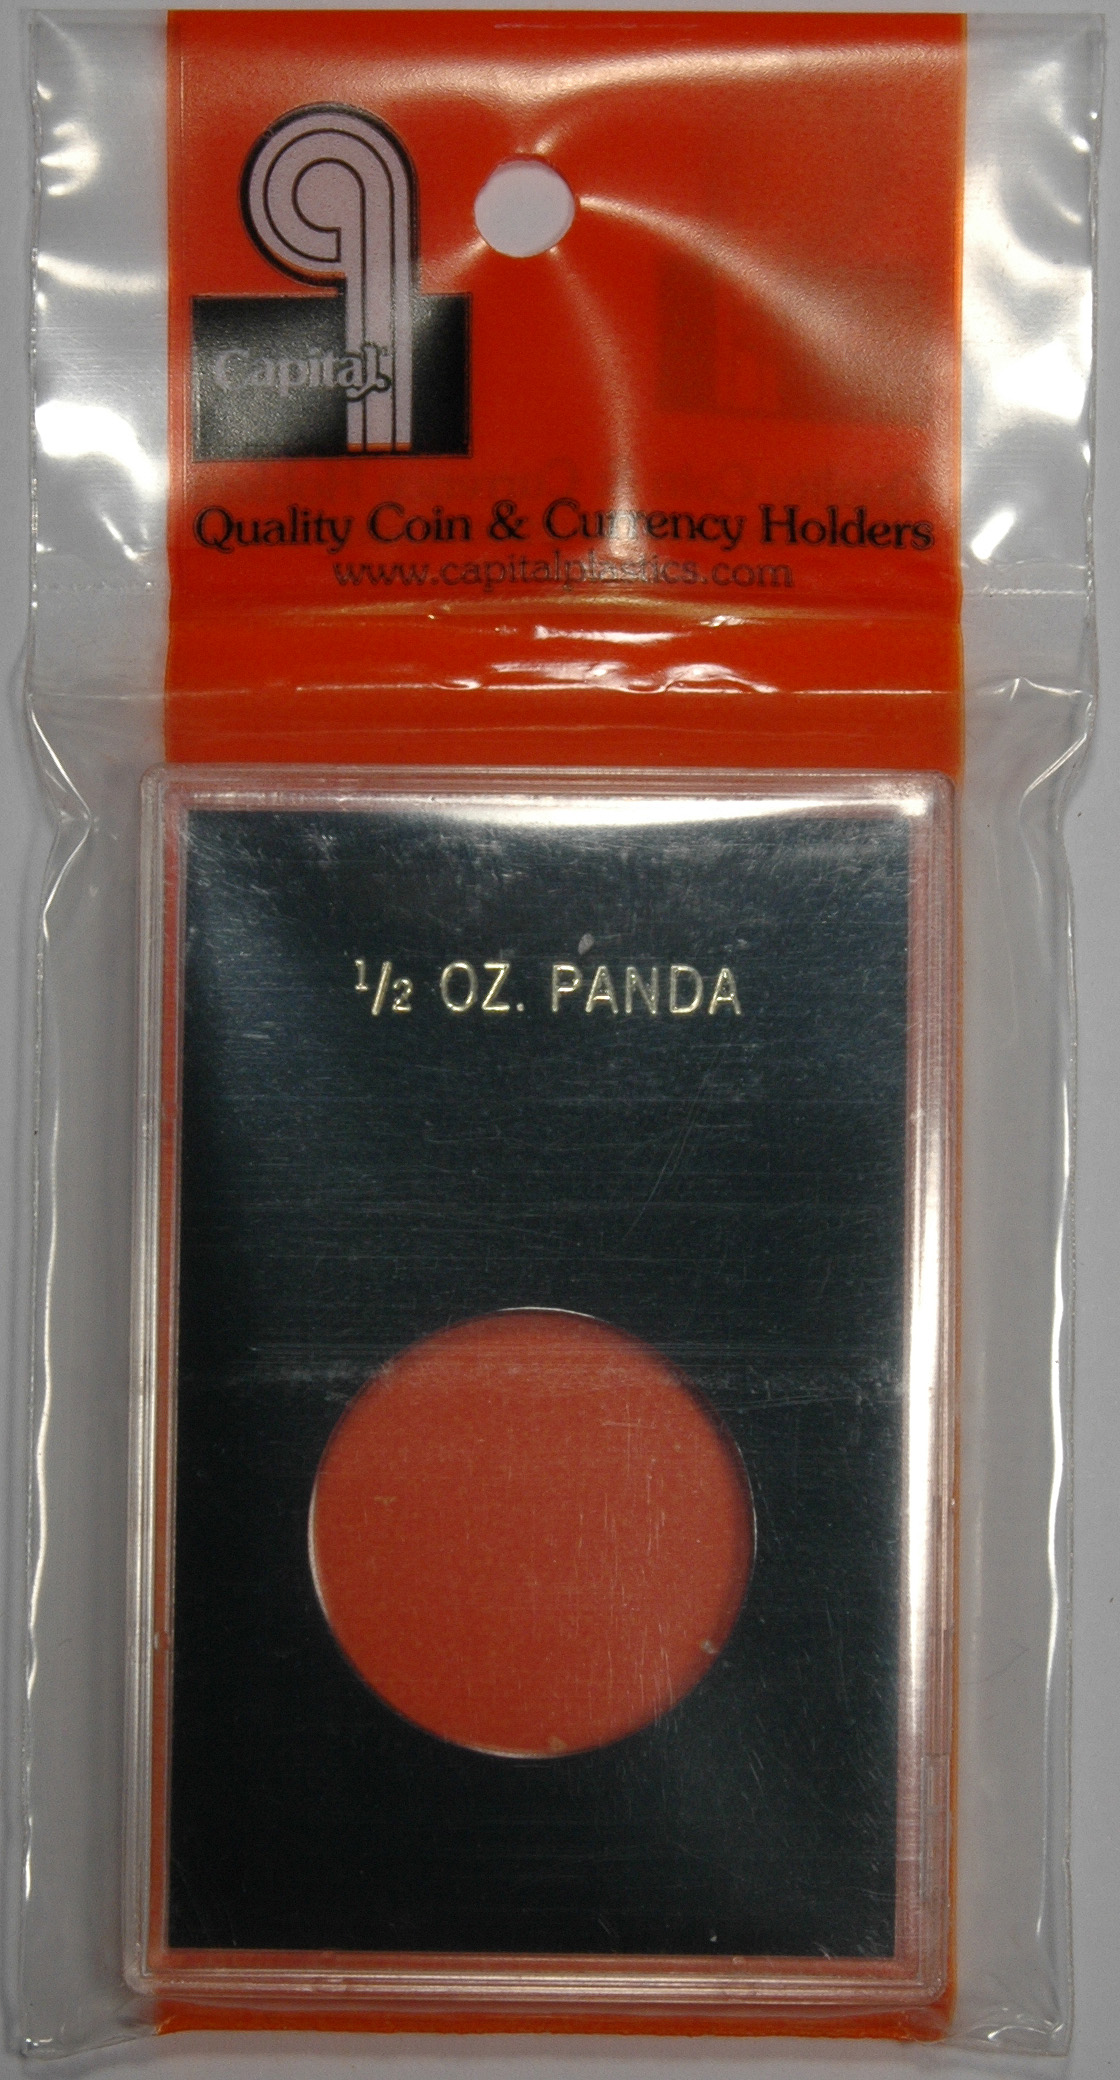 Capital
Quality Coin & Currency Holders
www.capitalplastics.com
1/2 OZ. PANDA